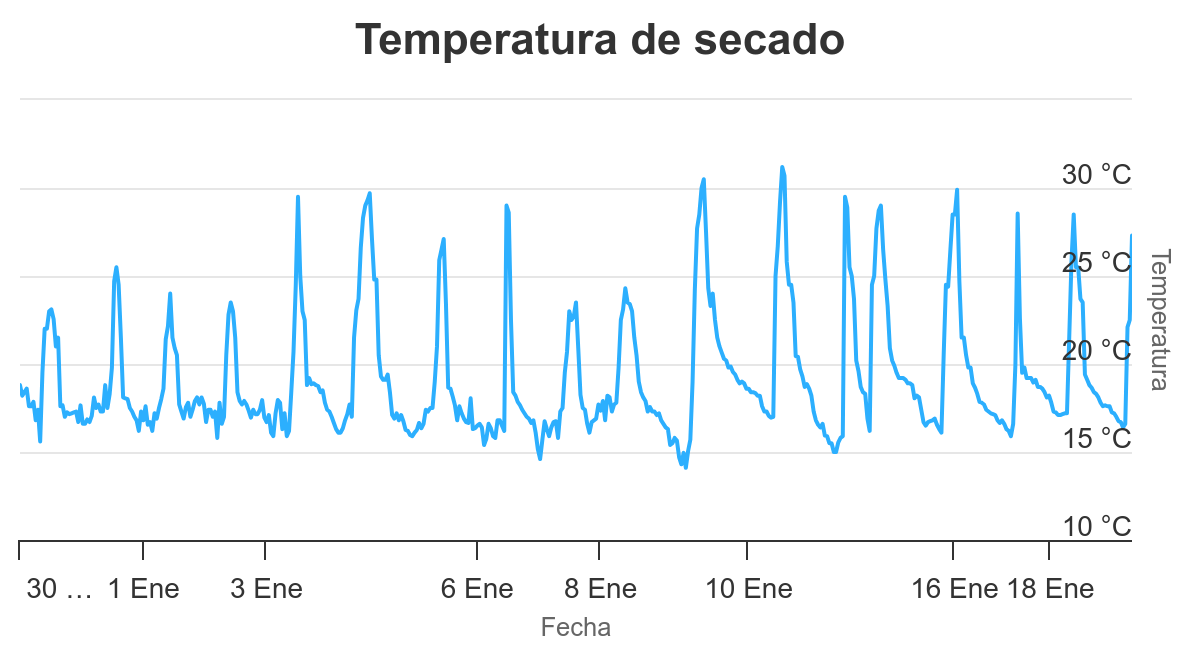 Temperatura de secado
30 °C
25 °C
20 °C
15 °C
10 °C
Temperatura
30 … 1 Ene 3 Ene 6 Ene 8 Ene 10 Ene 16 Ene 18 Ene
Fecha